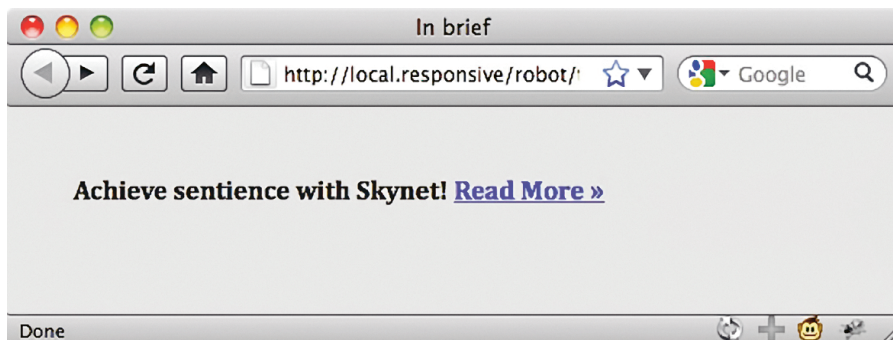 In brief
http://local.responsive/robot/
Google
Achieve sentience with Skynet! Read More »
Done